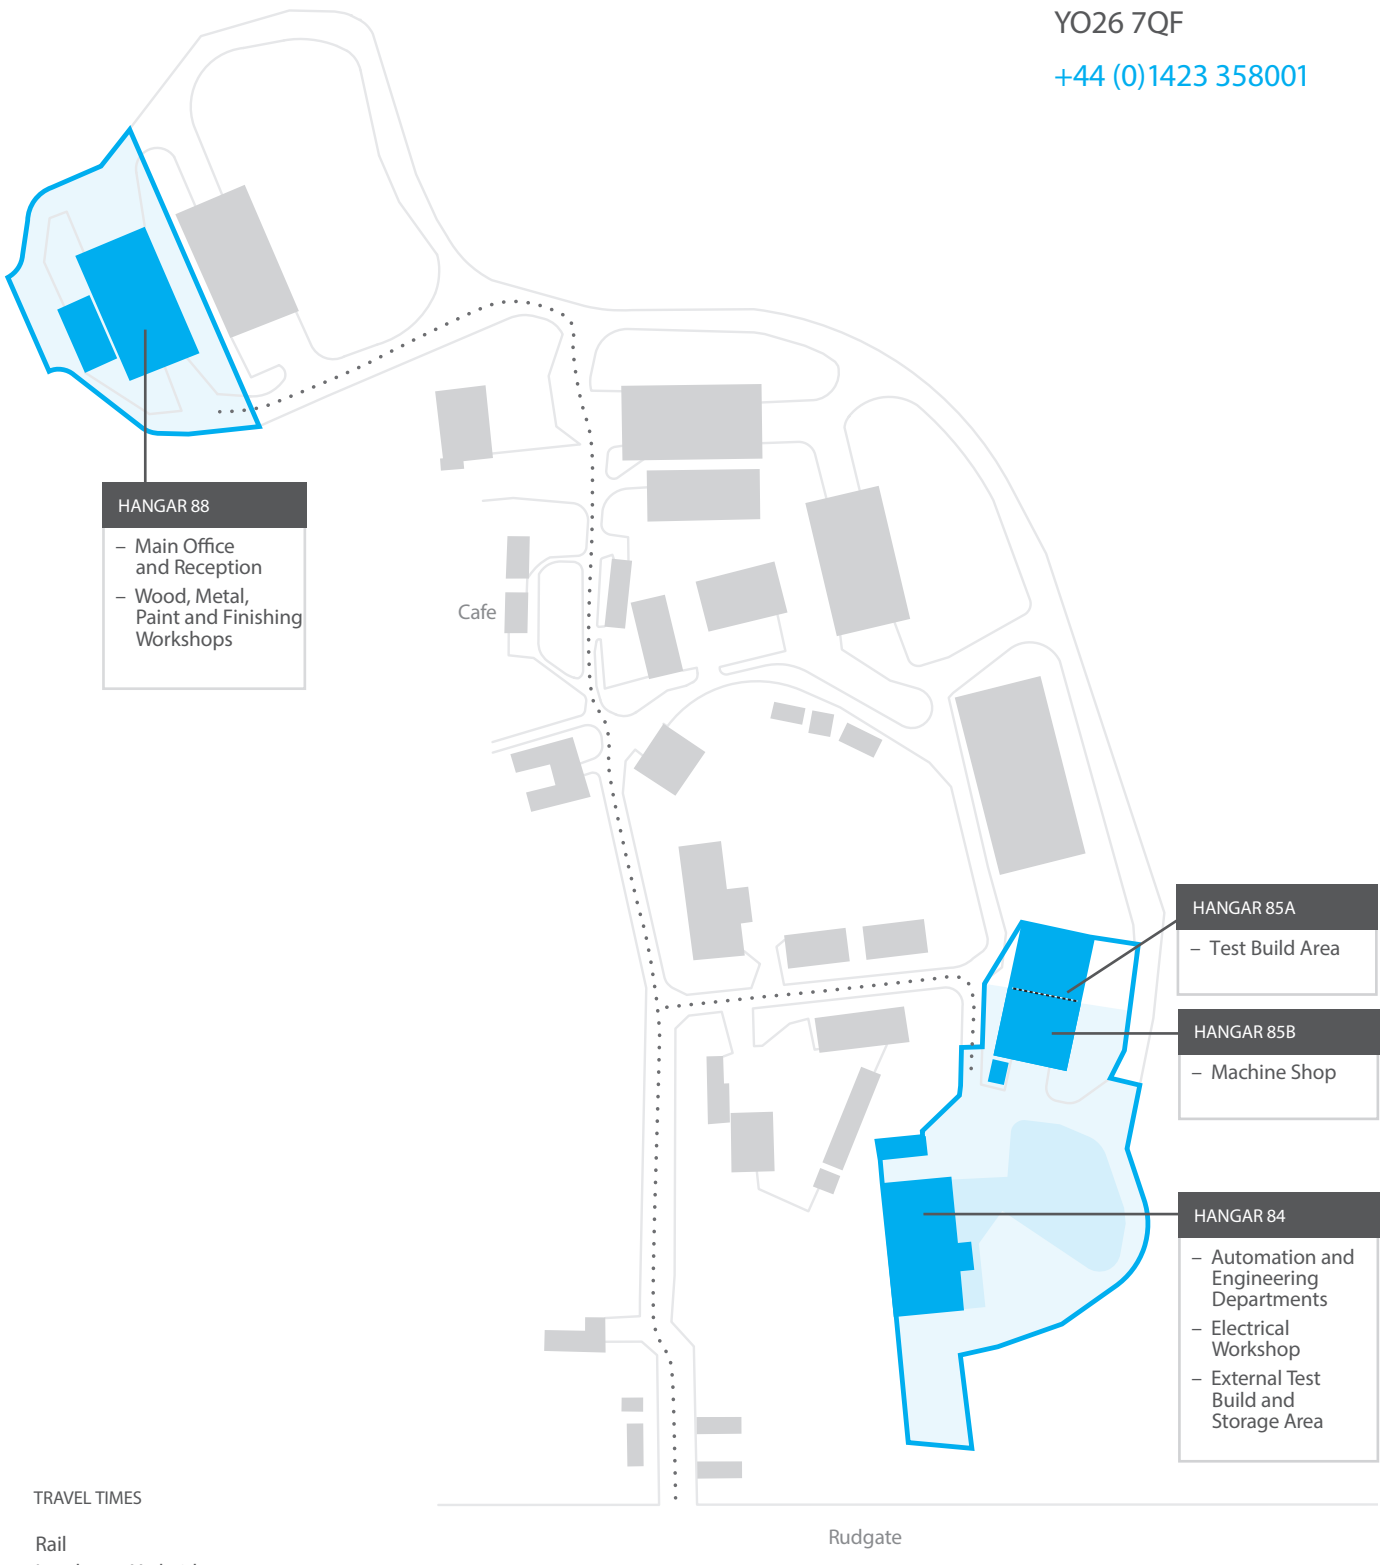 YO26 7QF
+44 (0)1423 358001
HANGAR 88
– Main Office
and Reception
– Wood, Metal,
Paint and Finishing
Workshops
Cafe
HANGAR 85A
– Test Build Area
HANGAR 85B
– Machine Shop
HANGAR 84
– Automation and
Engineering
Departments
– Electrical
Workshop
– External Test
Build and
Storage Area
TRAVEL TIMES
Rail
Rudgate